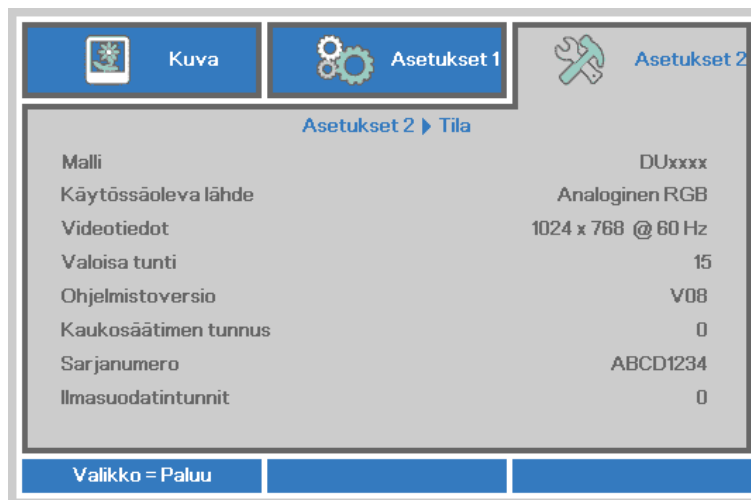 Kuva Asetukset 1 Asetukset 2
Asetukset 2 Tila
Malli DUxxxx
Käytössäoleva lähde Analoginen RGB
Videotiedot 1024 x 768 @ 60 Hz
Valoisa tunti 15
Ohjelmistoversio V08
Kaukosäätimen tunnus 0
Sarjanumero ABCD1234
Ilmasuodatintunnit 0
Valikko = Paluu